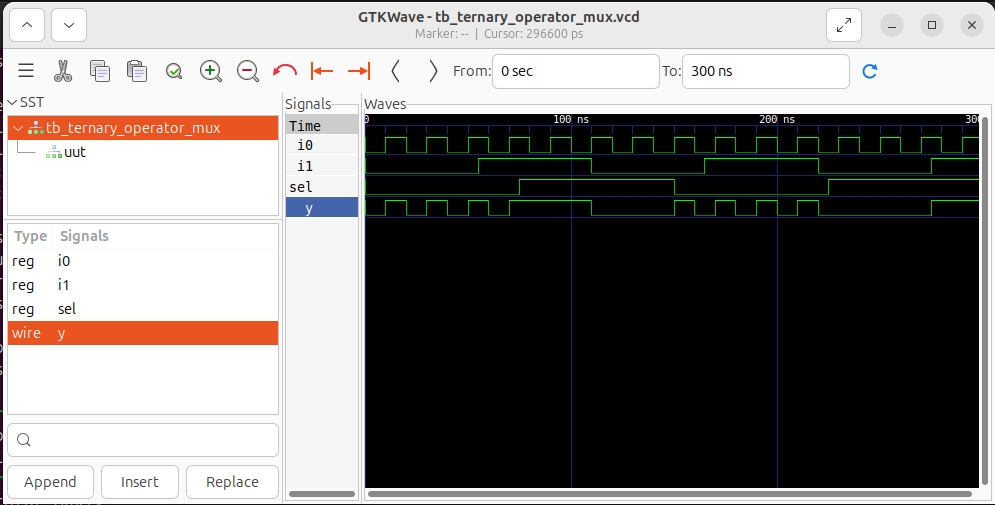 GTKWave - tb_ternary_operator_mux.vcd
Marker: -- | Cursor: 296600 ps
From: 0 sec To: 300 ns
SST
tb_ternary_operator_mux
uut
Type Signals
reg i0
reg i1
reg sel
wire y
Append Insert Replace
Signals
Time
i0
i1
sel
y
Waves
0 100 ns 200 ns 300